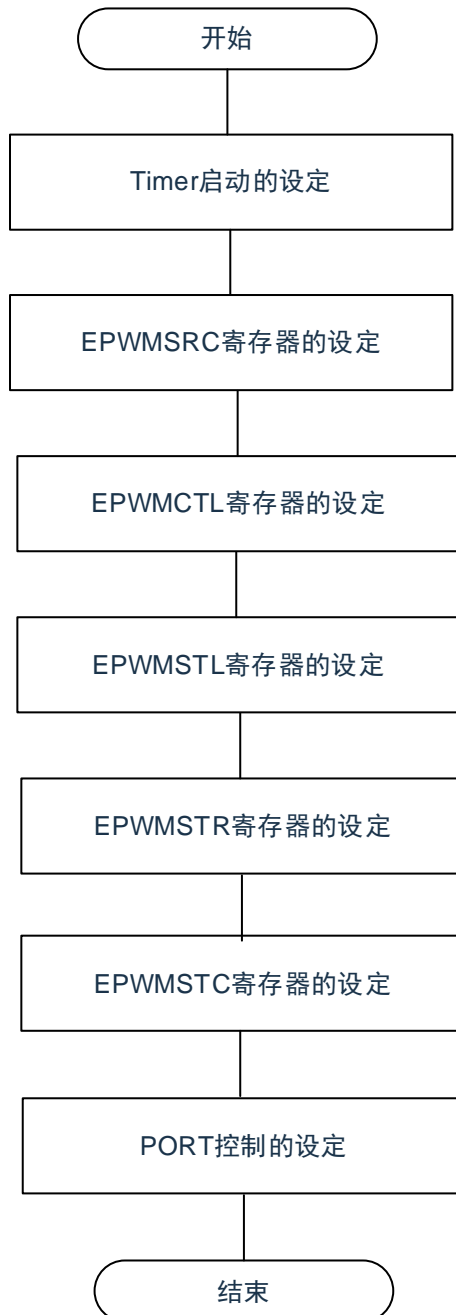 开始
Timer启动的设定
EPWMSRC寄存器的设定
EPWMCTL寄存器的设定
EPWMSTL寄存器的设定
EPWMSTR寄存器的设定
EPWMSTC寄存器的设定
PORT控制的设定
结束